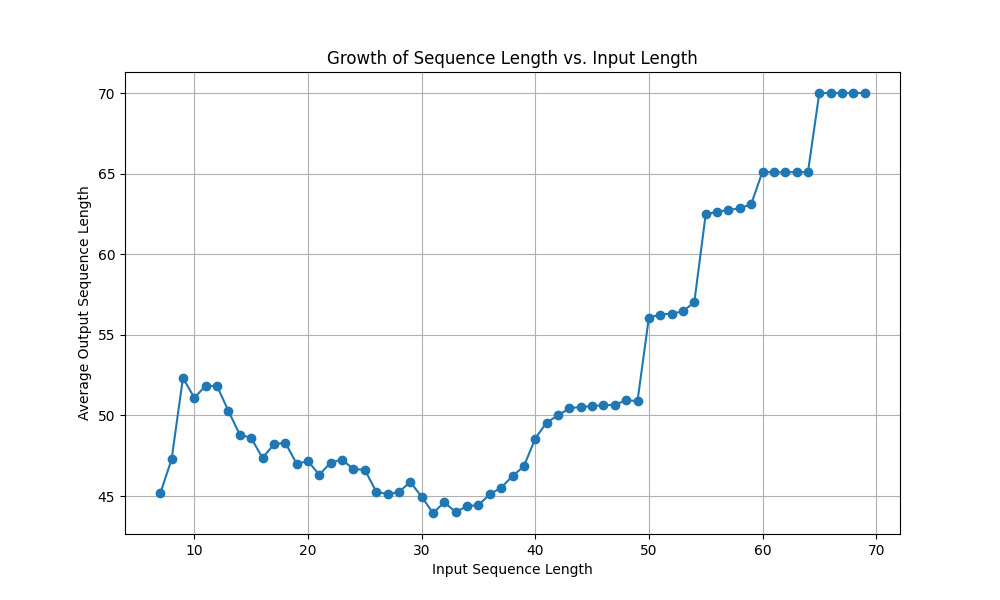 Growth of Sequence Length vs. Input Length
70
65
60
55
50
45
Average Output Sequence Length
10 20 30 40 50 60 70
Input Sequence Length